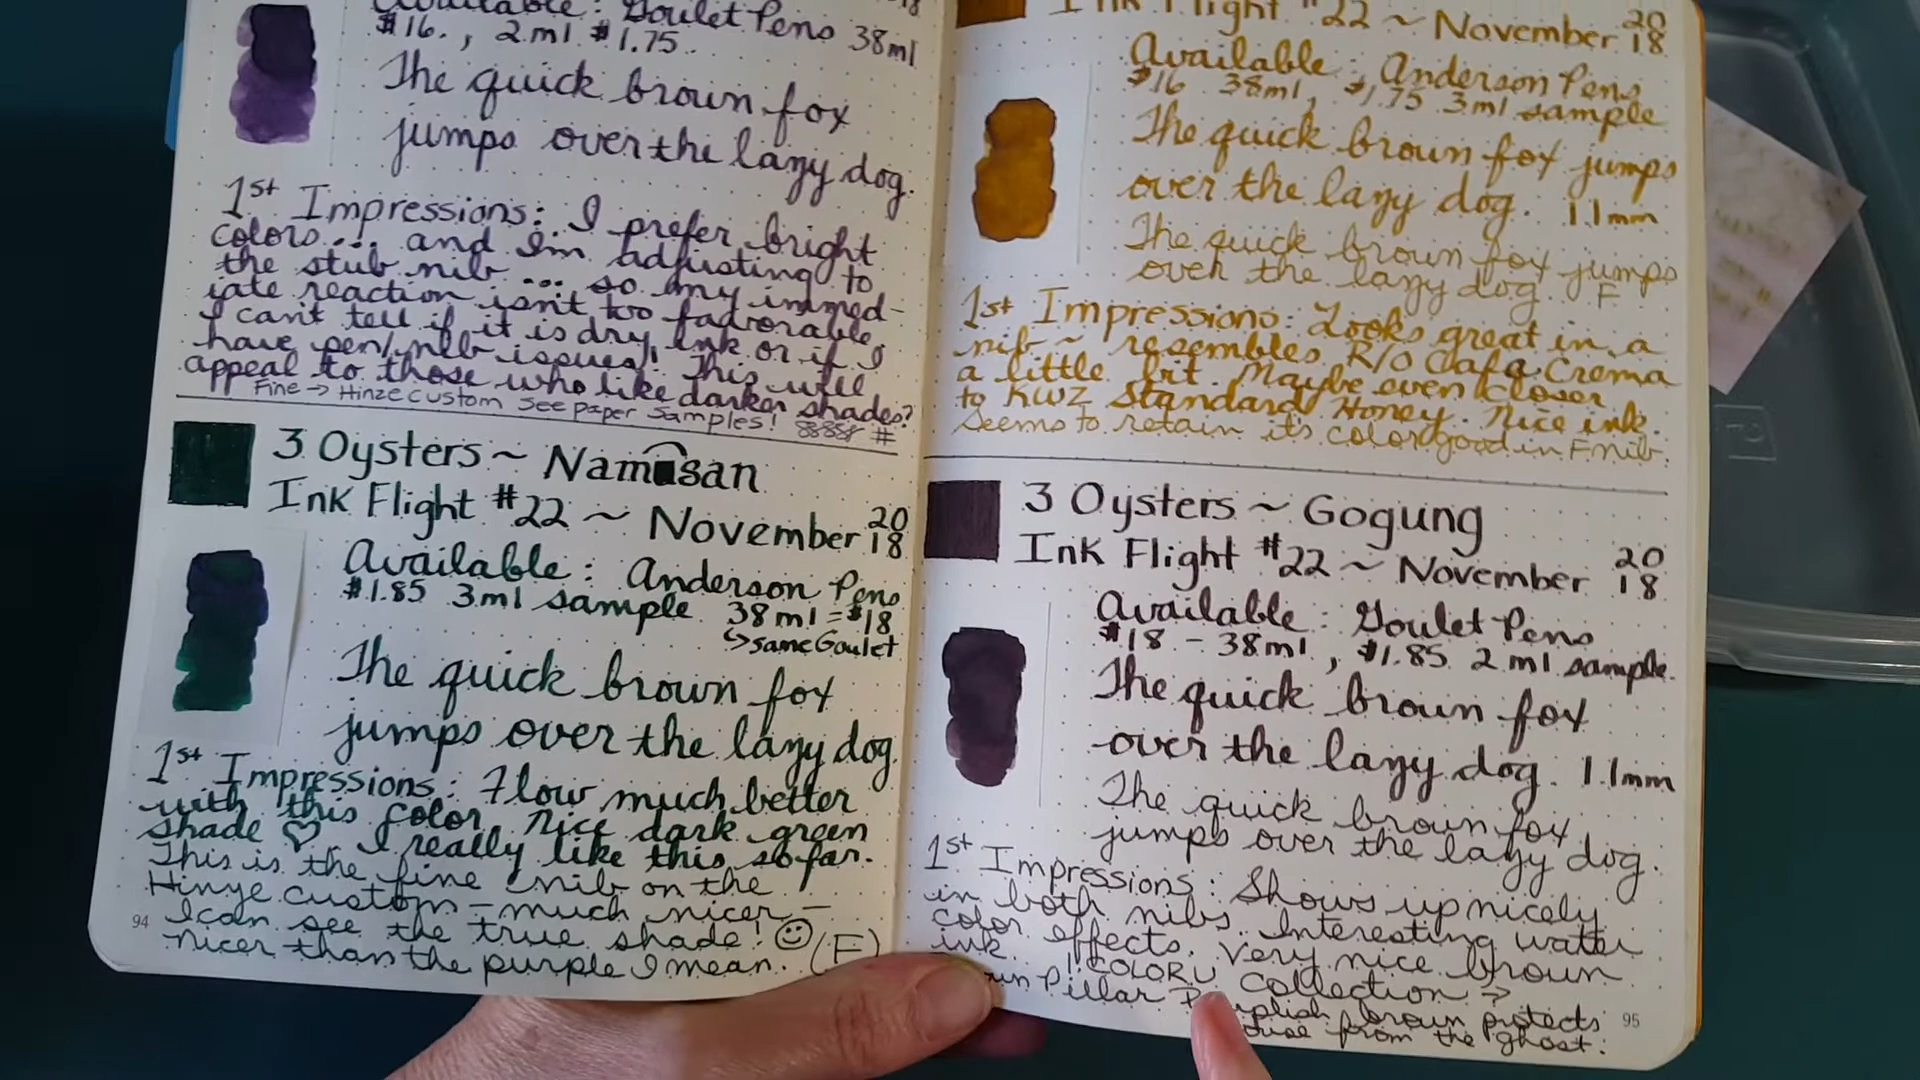 Available: Goulet Pens 38ml
$16. , 2ml $1.75.
The quick brown fox
jumps over the lazy dog.
1st Impressions: I prefer bright
colors... and I'm adjusting to
the stub nib ... so my immed-
iate reaction isn't too favorable,
I can't tell if it is dry ink or if I
have pen/nib issues! This will
appeal to those who like darker shades?
Fine → Hinze custom see paper samples! #
3 Oysters ~ Namusan
Ink Flight #22 ~ November 2018
Available: Anderson Pens
$1.85 3ml sample 38ml = $18
↳same Goulet
The quick brown fox
jumps over the lazy dog.
1st Impressions: Flow much better
with this color. Nice dark green
shade ♡ I really like this so far.
This is the fine nib on the
Hinze custom - much nicer -
I can see the true shade! ☺
nicer than the purple I mean. (F)
94
Ink Flight #22 ~ November 2018
Available: Anderson Pens
$16 38ml, $1.75 3ml sample
The quick brown fox jumps
over the lazy dog. 1.1mm
The quick brown fox jumps
over the lazy dog. F
1st Impressions: Looks great in a
nib ~ resembles R/O Cafe Crema
a little bit. Maybe even closer
to KWZ Standard Honey. Nice ink.
Seems to retain its color good in F nib.
3 Oysters ~ Gogung
Ink Flight #22 ~ November 2018
Available: Goulet Pens
$18 - 38ml, $1.85 2ml sample.
The quick brown fox
over the lazy dog. 1.1mm
The quick brown fox
jumps over the lazy dog.
1st Impressions: Shows up nicely
in both nibs. Interesting water
color effects. Very nice brown
ink. I COLOR U Collection →
Pillar brown protects
from the ghost.
95